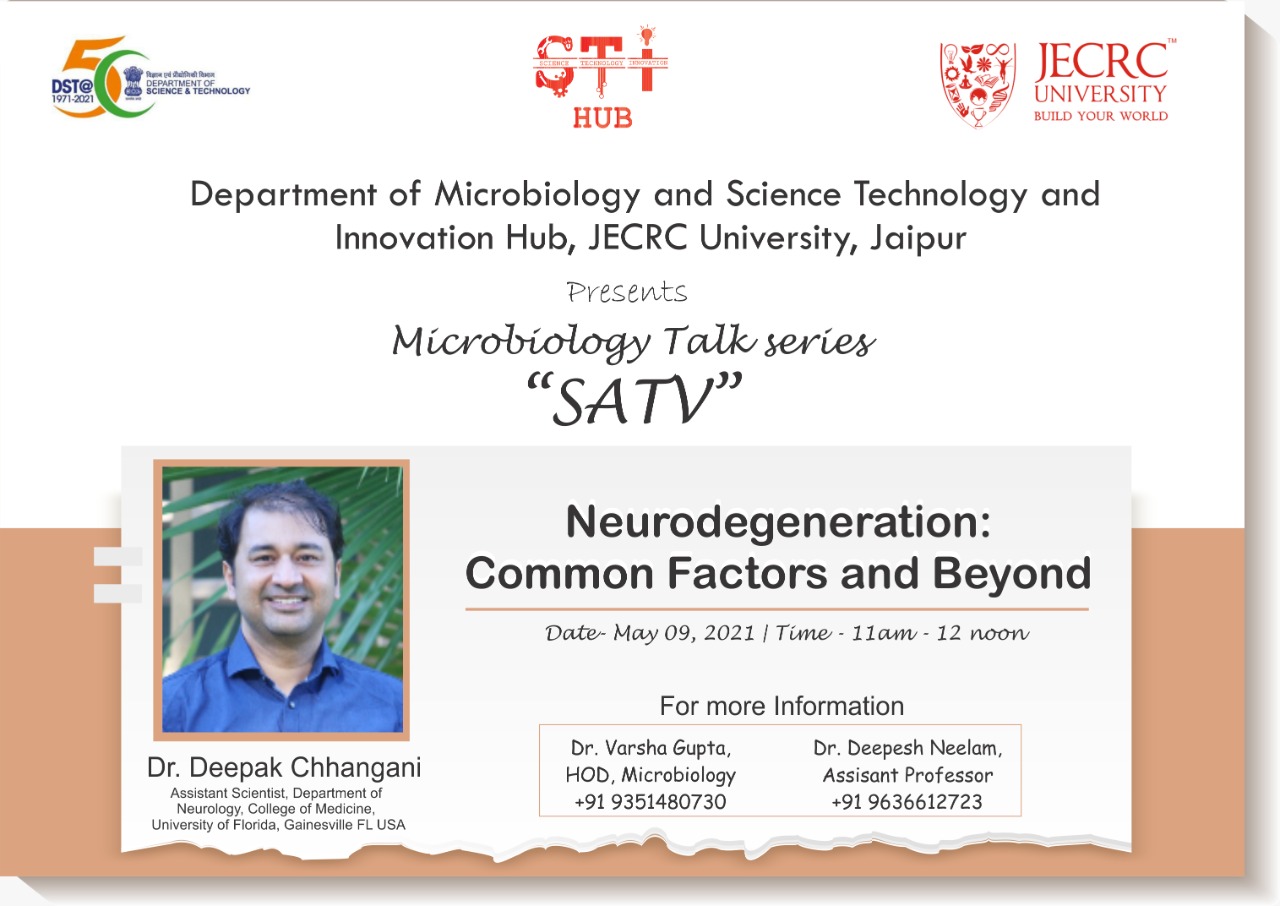 DST@50
1971-2021
विज्ञान एवं प्रौद्योगिकी विभाग
DEPARTMENT OF
SCIENCE & TECHNOLOGY
STI
SCIENCE TECHNOLOGY INNOVATION
HUB
JECRC™
UNIVERSITY
BUILD YOUR WORLD
Department of Microbiology and Science Technology and
Innovation Hub, JECRC University, Jaipur
Presents
Microbiology Talk series
“SATV”
Neurodegeneration:
Common Factors and Beyond
Date- May 09, 2021 | Time - 11am - 12 noon
Dr. Deepak Chhangani
Assistant Scientist, Department of
Neurology, College of Medicine,
University of Florida, Gainesville FL USA
For more Information
Dr. Varsha Gupta,
HOD, Microbiology
+91 9351480730
Dr. Deepesh Neelam,
Assisant Professor
+91 9636612723